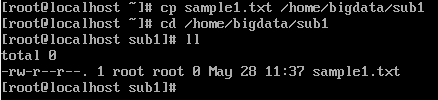 [root@localhost ~]# cp sample1.txt /home/bigdata/sub1
[root@localhost ~]# cd /home/bigdata/sub1
[root@localhost sub1]# ll
total 0
-rw-r--r--. 1 root root 0 May 28 11:37 sample1.txt
[root@localhost sub1]#